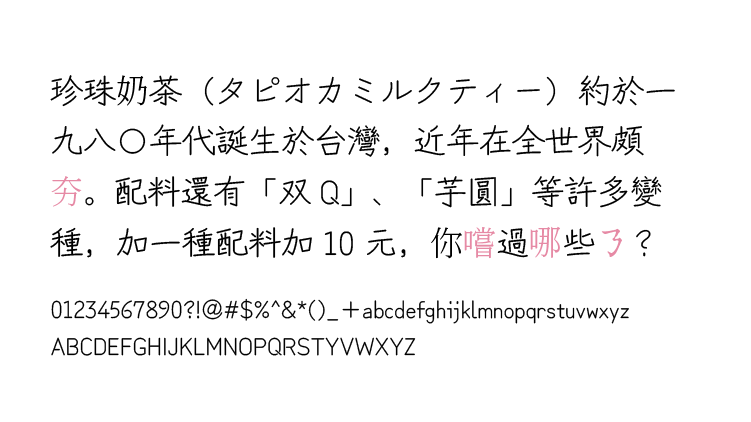 珍珠奶茶（タピオカミルクティー）約於一
九八〇年代誕生於台灣，近年在全世界頗
夯。配料還有「双Q」、「芋圓」等許多變
種，加一種配料加 10 元，你嚐過哪些了？
01234567890?!@#$%^&*()_＋abcdefghijklmnopqrstuvwxyz
ABCDEFGHIJKLMNOPQRSTYVWXYZ